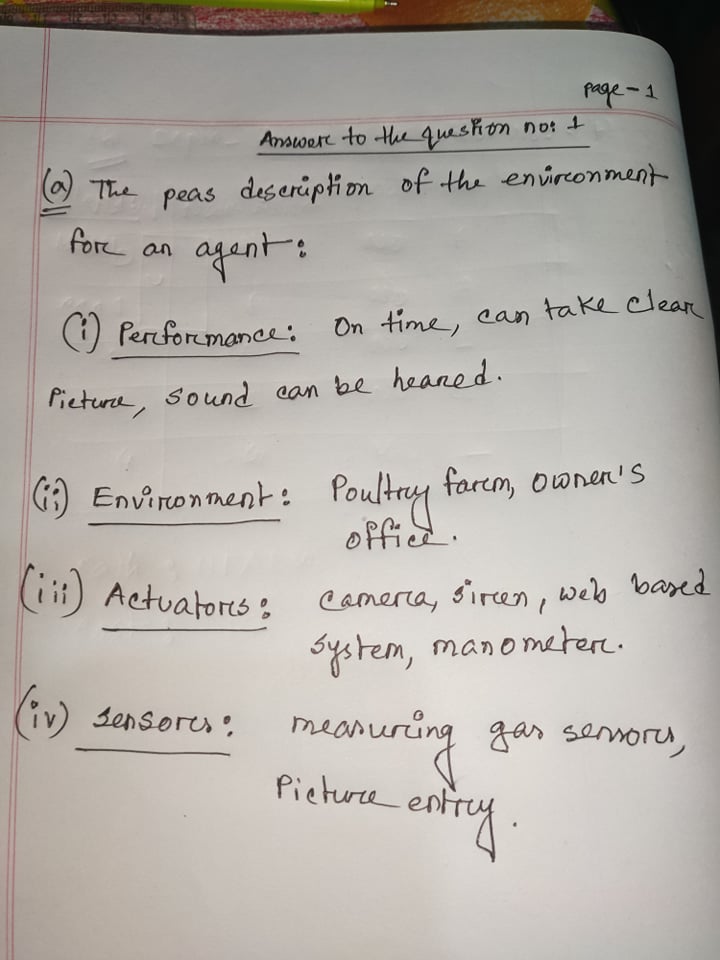 Page - 1
Answer to the question no: 1
(a) The peas description of the environment
for an agent:
(i) Performance: On time, can take clear
Picture, sound can be heared.
(ii) Environment: Poultry farm, owner's
office.
(iii) Actuators: Camera, siren, web based
system, manometer.
(iv) Sensors: measuring gas sensors,
Picture entry.